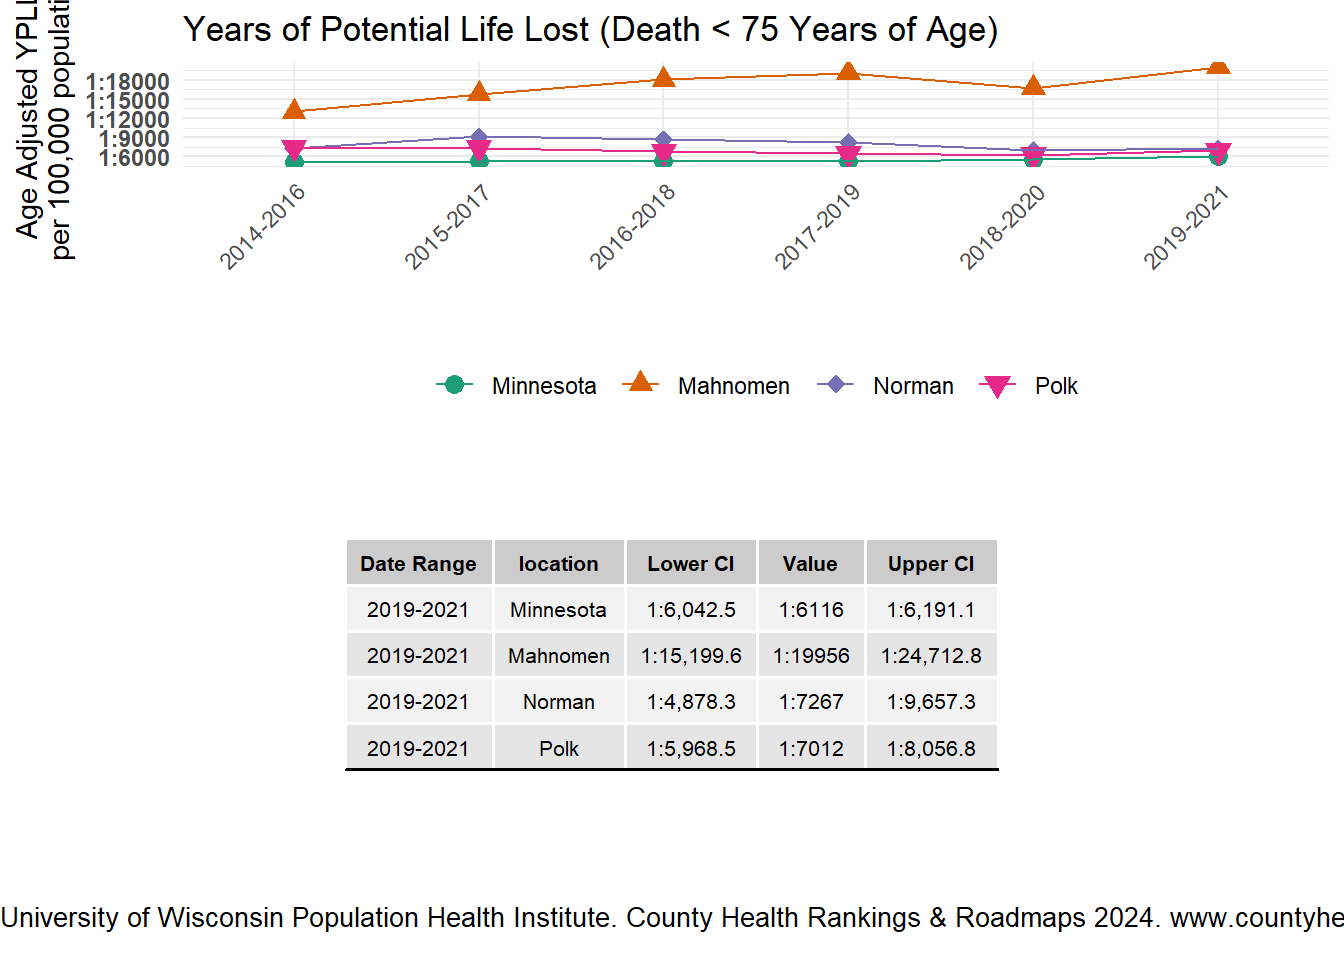 Years of Potential Life Lost (Death < 75 Years of Age)
Age Adjusted YPLL
per 100,000
1:18000
1:15000
1:12000
1:9000
1:6000
2014-2016
2015-2017
2016-2018
2017-2019
2018-2020
2019-2021
Minnesota Mahnomen Norman Polk
Date Range location Lower CI Value Upper CI
2019-2021 Minnesota 1:6,042.5 1:6116 1:6,191.1
2019-2021 Mahnomen 1:15,199.6 1:19956 1:24,712.8
2019-2021 Norman 1:4,878.3 1:7267 1:9,657.3
2019-2021 Polk 1:5,968.5 1:7012 1:8,056.8
University of Wisconsin Population Health Institute. County Health Rankings & Roadmaps 2024.